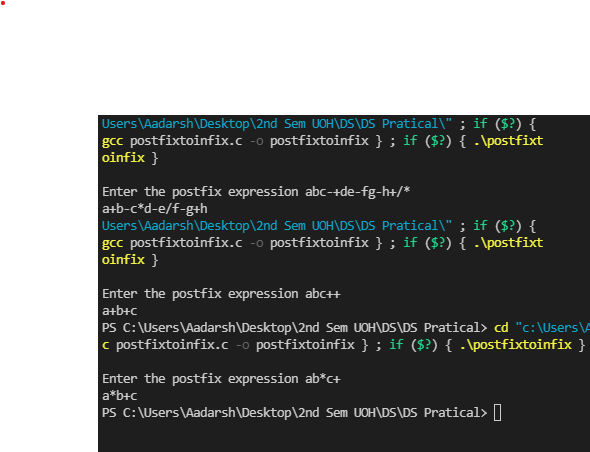 Users\Aadarsh\Desktop\2nd Sem UOH\DS\DS Pratical\" ; if ($?) {
gcc postfixtoinfix.c -o postfixtoinfix } ; if ($?) { .\postfixt
oinfix }
Enter the postfix expression abc-+de-fg-h+/*
a+b-c*d-e/f-g+h
Users\Aadarsh\Desktop\2nd Sem UOH\DS\DS Pratical\" ; if ($?) {
gcc postfixtoinfix.c -o postfixtoinfix } ; if ($?) { .\postfixt
oinfix }
Enter the postfix expression abc++
a+b+c
PS C:\Users\Aadarsh\Desktop\2nd Sem UOH\DS\DS Pratical> cd "c:\Users\A
c postfixtoinfix.c -o postfixtoinfix } ; if ($?) { .\postfixtoinfix }
Enter the postfix expression ab*c+
a*b+c
PS C:\Users\Aadarsh\Desktop\2nd Sem UOH\DS\DS Pratical>